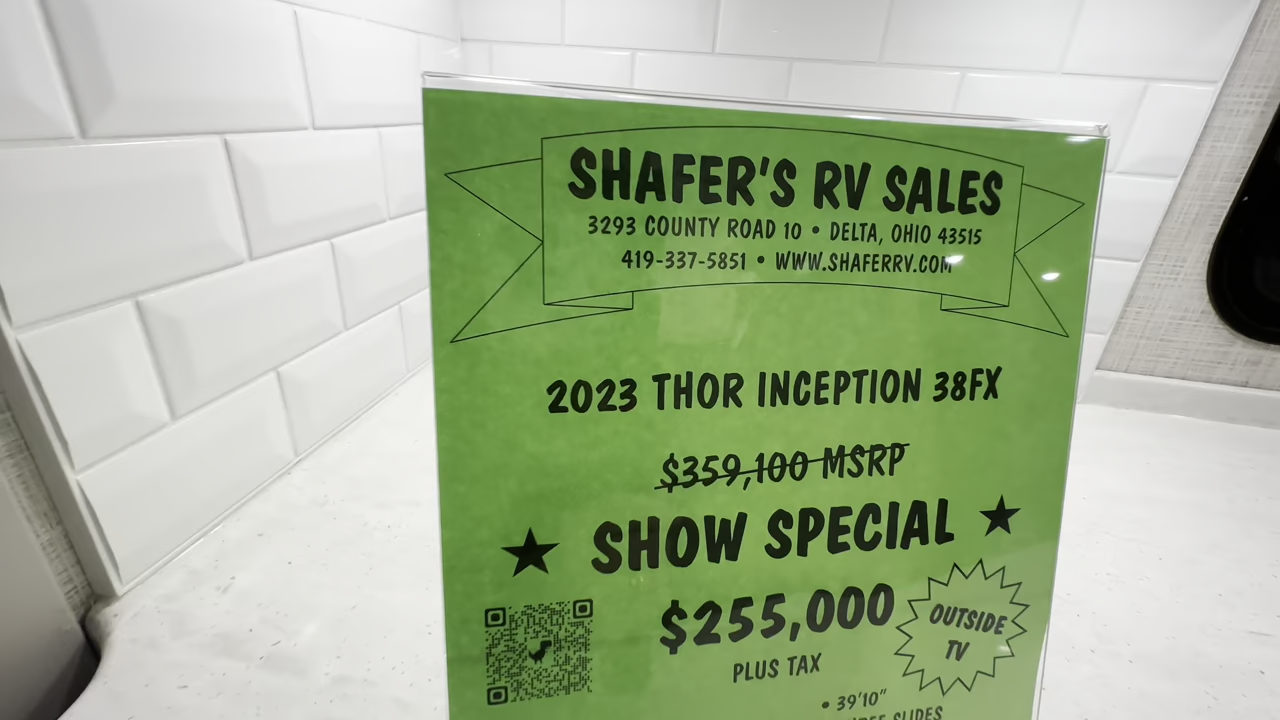 SHAFER'S RV SALES
3293 COUNTY ROAD 10 • DELTA, OHIO 43515
419-337-5851 • WWW.SHAFERRV.COM
2023 THOR INCEPTION 38FX
$359,100 MSRP
★ SHOW SPECIAL ★
$255,000
PLUS TAX
OUTSIDE
TV
• 39'10"
SLIDES